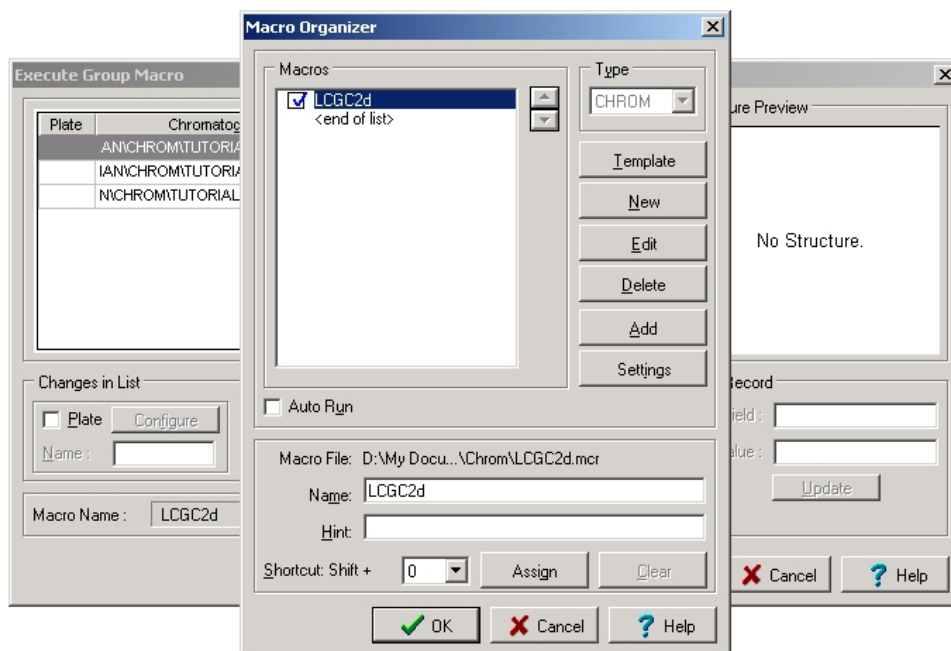 Macro Organizer
Macros
LCGC2d
<end of list>
Type
CHROM
Template
New
Edit
Delete
Add
Settings
Auto Run
Macro File: D:\My Docu...\Chrom\LCGC2d.mcr
Name: LCGC2d
Hint:
Shortcut: Shift + 0 Assign Clear
OK Cancel Help
Execute Group Macro
Plate Chromatog
AN\CHROM\TUTORIA
IAN\CHROM\TUTORIA
N\CHROM\TUTORIAL
Changes in List
Plate Configure
Name :
Macro Name : LCGC2d
ure Preview
No Structure.
Record
ield :
alue :
Update
Cancel Help